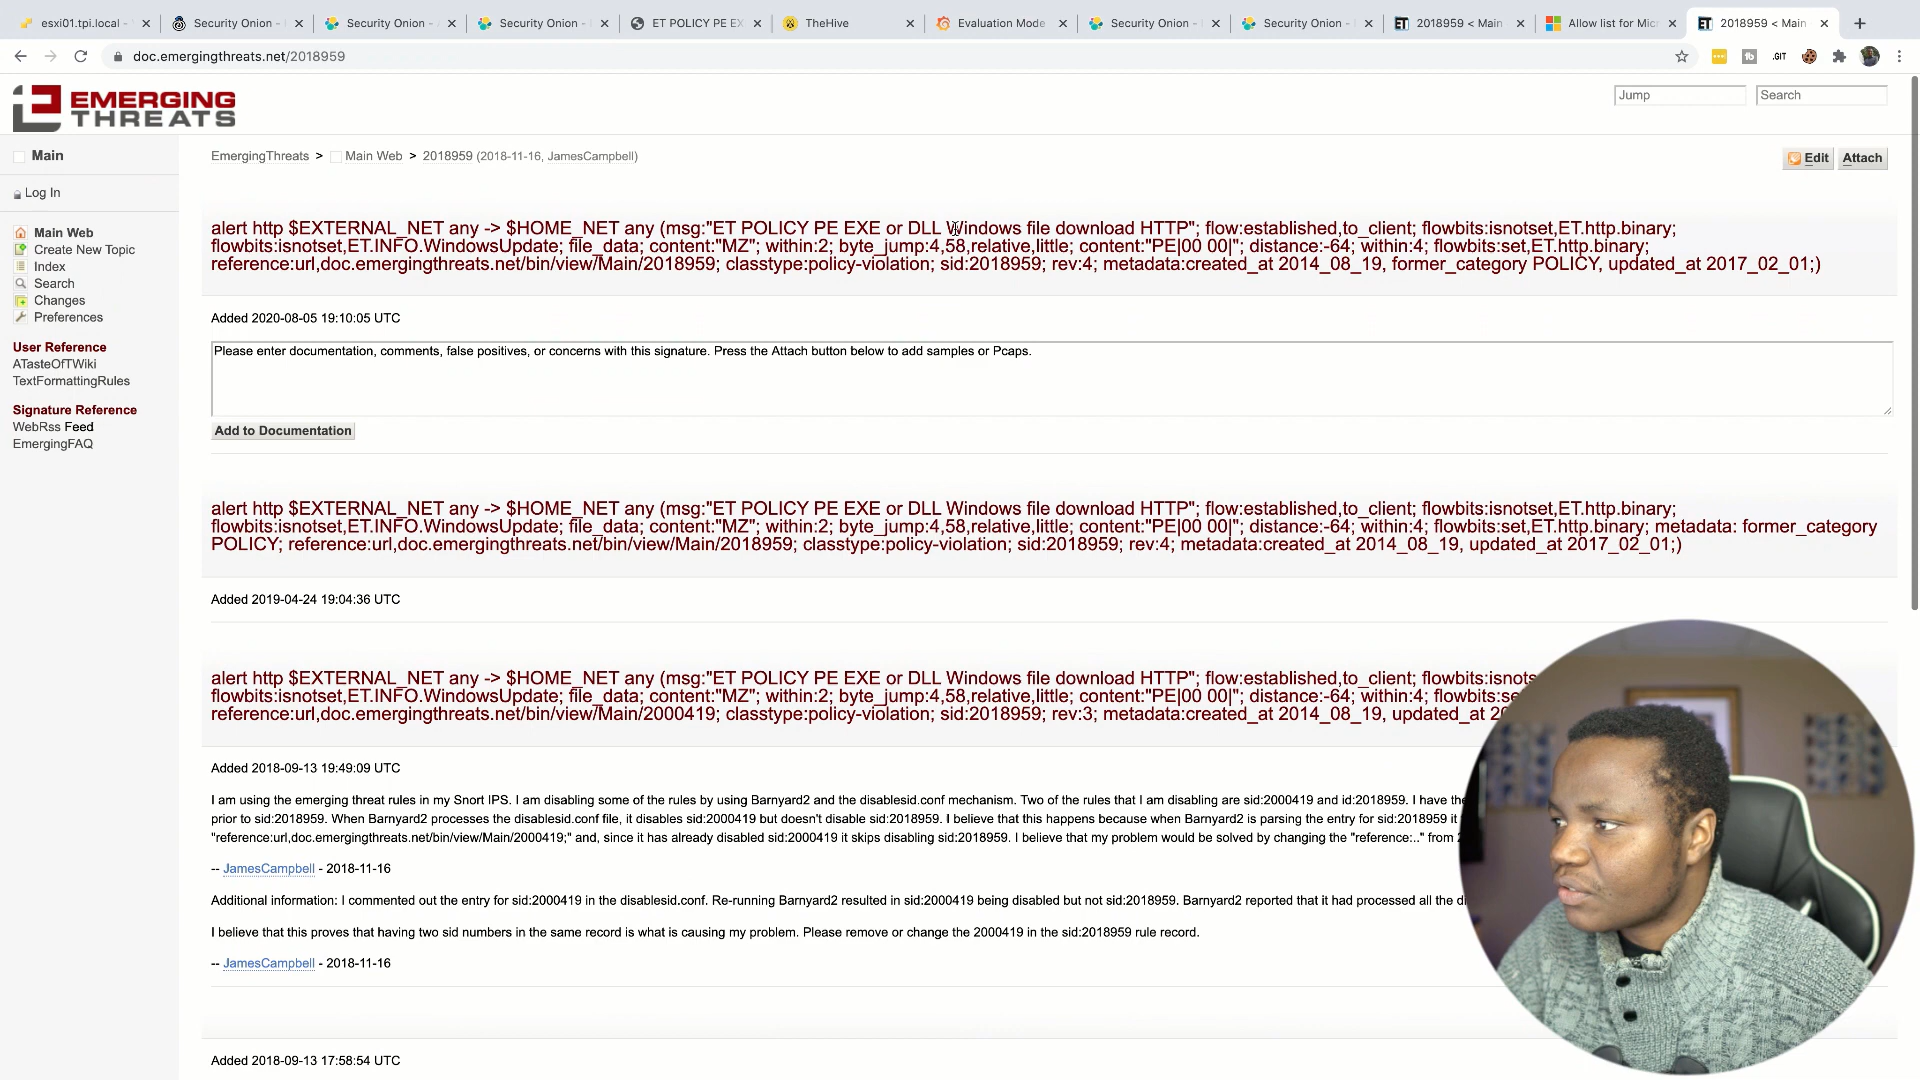 esxi01.tpi.local -
Security Onion -
Security Onion -
Security Onion -
ET POLICY PE EX
TheHive
Evaluation Mode
Security Onion -
Security Onion -
2018959 < Main
Allow list for Mic
2018959 < Main
doc.emergingthreats.net/2018959
.GIT
EMERGING
THREATS
Jump
Search
Main
Log In
Main Web
Create New Topic
Index
Search
Changes
Preferences
User Reference
ATasteOfTWiki
TextFormattingRules
Signature Reference
WebRss Feed
EmergingFAQ
EmergingThreats > Main Web > 2018959 (2018-11-16, JamesCampbell)
Edit
Attach
alert http $EXTERNAL_NET any -> $HOME_NET any (msg:"ET POLICY PE EXE or DLL Windows file download HTTP"; flow:established,to_client; flowbits:isnotset,ET.http.binary;
flowbits:isnotset,ET.INFO.WindowsUpdate; file_data; content:"MZ"; within:2; byte_jump:4,58,relative,little; content:"PE|00 00|"; distance:-64; within:4; flowbits:set,ET.http.binary;
reference:url,doc.emergingthreats.net/bin/view/Main/2018959; classtype:policy-violation; sid:2018959; rev:4; metadata:created_at 2014_08_19, former_category POLICY, updated_at 2017_02_01;)
Added 2020-08-05 19:10:05 UTC
Please enter documentation, comments, false positives, or concerns with this signature. Press the Attach button below to add samples or Pcaps.
Add to Documentation
alert http $EXTERNAL_NET any -> $HOME_NET any (msg:"ET POLICY PE EXE or DLL Windows file download HTTP"; flow:established,to_client; flowbits:isnotset,ET.http.binary;
flowbits:isnotset,ET.INFO.WindowsUpdate; file_data; content:"MZ"; within:2; byte_jump:4,58,relative,little; content:"PE|00 00|"; distance:-64; within:4; flowbits:set,ET.http.binary; metadata: former_category
POLICY; reference:url,doc.emergingthreats.net/bin/view/Main/2018959; classtype:policy-violation; sid:2018959; rev:4; metadata:created_at 2014_08_19, updated_at 2017_02_01;)
Added 2019-04-24 19:04:36 UTC
alert http $EXTERNAL_NET any -> $HOME_NET any (msg:"ET POLICY PE EXE or DLL Windows file download HTTP"; flow:established,to_client; flowbits:isnots
flowbits:isnotset,ET.INFO.WindowsUpdate; file_data; content:"MZ"; within:2; byte_jump:4,58,relative,little; content:"PE|00 00|"; distance:-64; within:4; flowbits:se
reference:url,doc.emergingthreats.net/bin/view/Main/2000419; classtype:policy-violation; sid:2018959; rev:3; metadata:created_at 2014_08_19, updated_at 20
Added 2018-09-13 19:49:09 UTC
I am using the emerging threat rules in my Snort IPS. I am disabling some of the rules by using Barnyard2 and the disablesid.conf mechanism. Two of the rules that I am disabling are sid:2000419 and id:2018959. I have the
prior to sid:2018959. When Barnyard2 processes the disablesid.conf file, it disables sid:2000419 but doesn't disable sid:2018959. I believe that this happens because when Barnyard2 is parsing the entry for sid:2018959 it
"reference:url,doc.emergingthreats.net/bin/view/Main/2000419;" and, since it has already disabled sid:2000419 it skips disabling sid:2018959. I believe that my problem would be solved by changing the "reference:.." from
-- JamesCampbell - 2018-11-16
Additional information: I commented out the entry for sid:2000419 in the disablesid.conf. Re-running Barnyard2 resulted in sid:2000419 being disabled but not sid:2018959. Barnyard2 reported that it had processed all the di
I believe that this proves that having two sid numbers in the same record is what is causing my problem. Please remove or change the 2000419 in the sid:2018959 rule record.
-- JamesCampbell - 2018-11-16
Added 2018-09-13 17:58:54 UTC